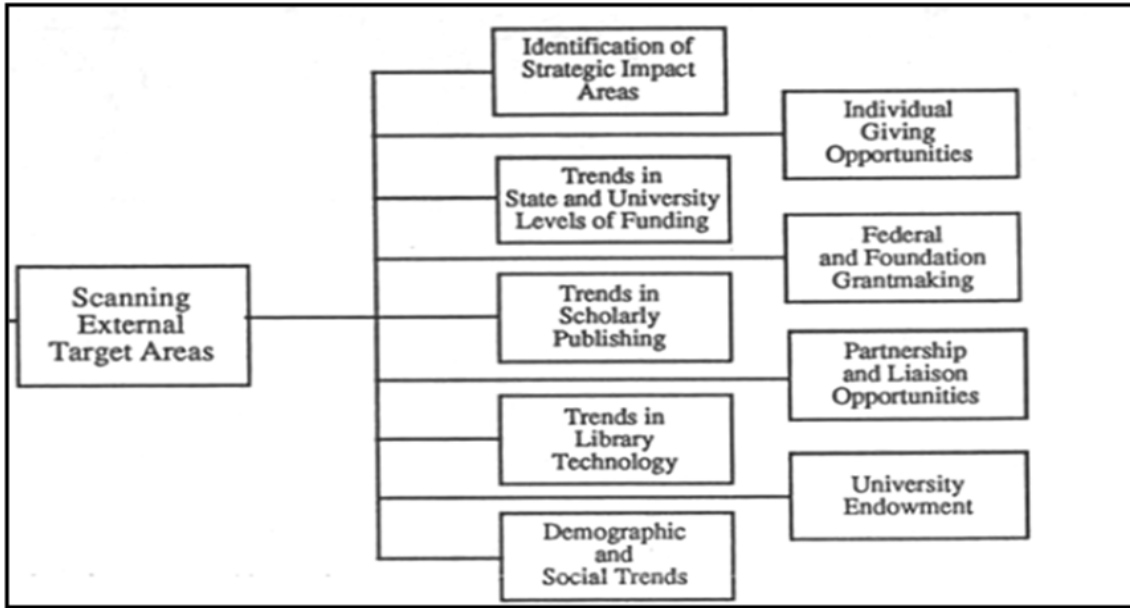 Identification of
Strategic Impact
Areas
Individual
Giving
Opportunities
Trends in
State and University
Levels of Funding
Federal
and Foundation
Grantmaking
Scanning
External
Target Areas
Trends in
Scholarly
Publishing
Partnership
and Liaison
Opportunities
Trends in
Library
Technology
University
Endowment
Demographic
and
Social Trends